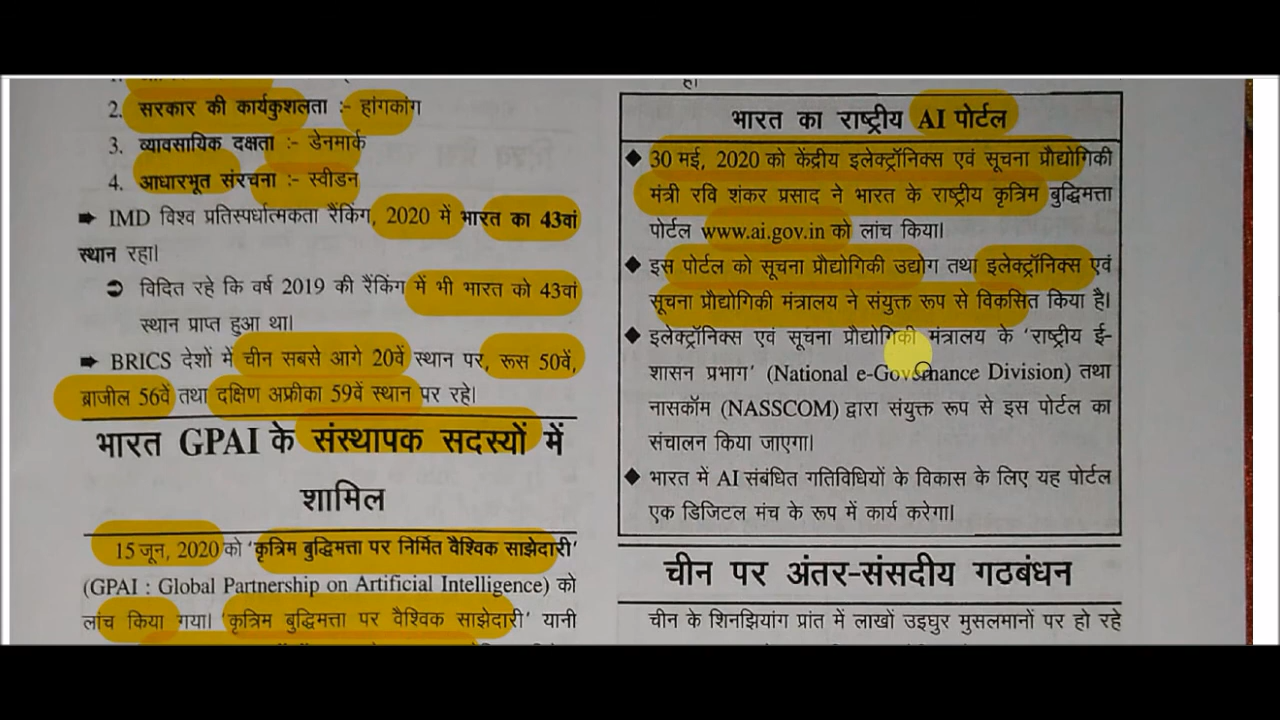 2. सरकार की कार्यकुशलता :- हांगकांग
3. व्यावसायिक दक्षता :- डेनमार्क
4. आधारभूत संरचना :- स्वीडन
➨ IMD विश्व प्रतिस्पर्धात्मकता रैंकिंग, 2020 में भारत का 43वां
स्थान रहा।
➲ विदित रहे कि वर्ष 2019 की रैंकिंग में भी भारत को 43वां
स्थान प्राप्त हुआ था।
➨ BRICS देशों में चीन सबसे आगे 20वें स्थान पर, रूस 50वें,
ब्राजील 56वें तथा दक्षिण अफ्रीका 59वें स्थान पर रहे।
भारत GPAI के संस्थापक सदस्यों में
शामिल
15 जून, 2020 को 'कृत्रिम बुद्धिमत्ता पर निर्मित वैश्विक साझेदारी'
(GPAI : Global Partnership on Artificial Intelligence) को
लांच किया गया। 'कृत्रिम बुद्धिमत्ता पर वैश्विक साझेदारी' यानी
है।
भारत का राष्ट्रीय AI पोर्टल
◆ 30 मई, 2020 को केंद्रीय इलेक्ट्रॉनिक्स एवं सूचना प्रौद्योगिकी
मंत्री रवि शंकर प्रसाद ने भारत के राष्ट्रीय कृत्रिम बुद्धिमत्ता
पोर्टल www.ai.gov.in को लांच किया।
◆ इस पोर्टल को सूचना प्रौद्योगिकी उद्योग तथा इलेक्ट्रॉनिक्स एवं
सूचना प्रौद्योगिकी मंत्रालय ने संयुक्त रूप से विकसित किया है।
◆ इलेक्ट्रॉनिक्स एवं सूचना प्रौद्योगिकी मंत्रालय के 'राष्ट्रीय ई-
शासन प्रभाग' (National e-Governance Division) तथा
नासकॉम (NASSCOM) द्वारा संयुक्त रूप से इस पोर्टल का
संचालन किया जाएगा।
◆ भारत में AI संबंधित गतिविधियों के विकास के लिए यह पोर्टल
एक डिजिटल मंच के रूप में कार्य करेगा।
चीन पर अंतर-संसदीय गठबंधन
चीन के शिनझियांग प्रांत में लाखों उइघुर मुसलमानों पर हो रहे